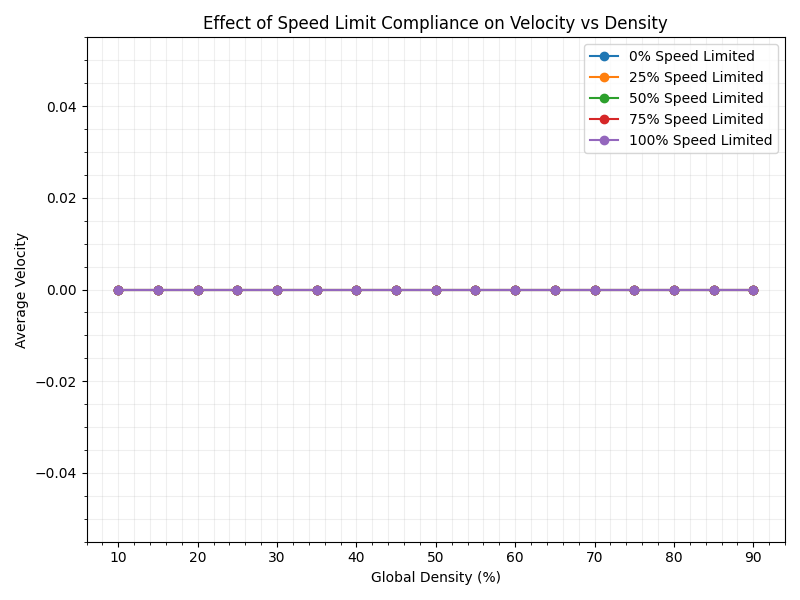 Effect of Speed Limit Compliance on Velocity vs Density
0% Speed Limited
25% Speed Limited
50% Speed Limited
75% Speed Limited
100% Speed Limited
0.04
0.02
0.00
−0.02
−0.04
Average Velocity
10 20 30 40 50 60 70 80 90
Global Density (%)